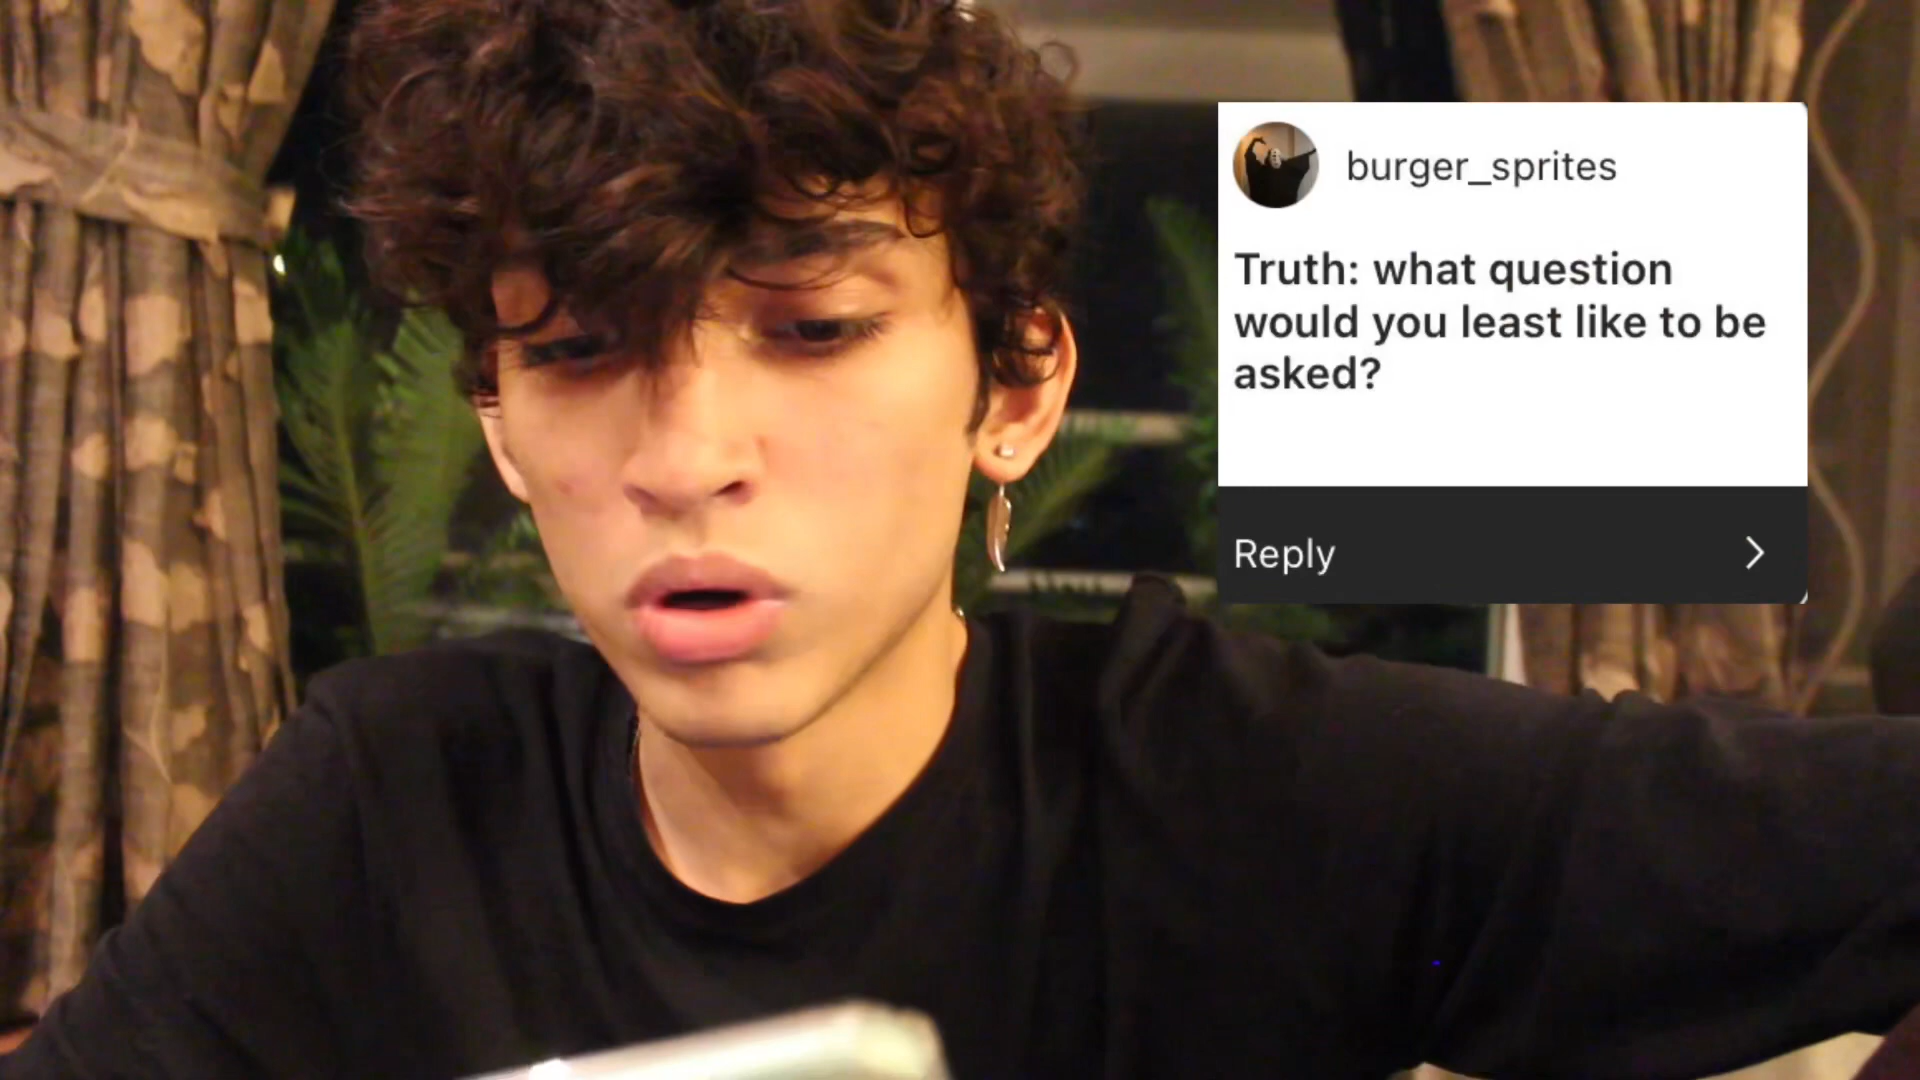 burger_sprites
Truth: what question
would you least like to be
asked?
Reply